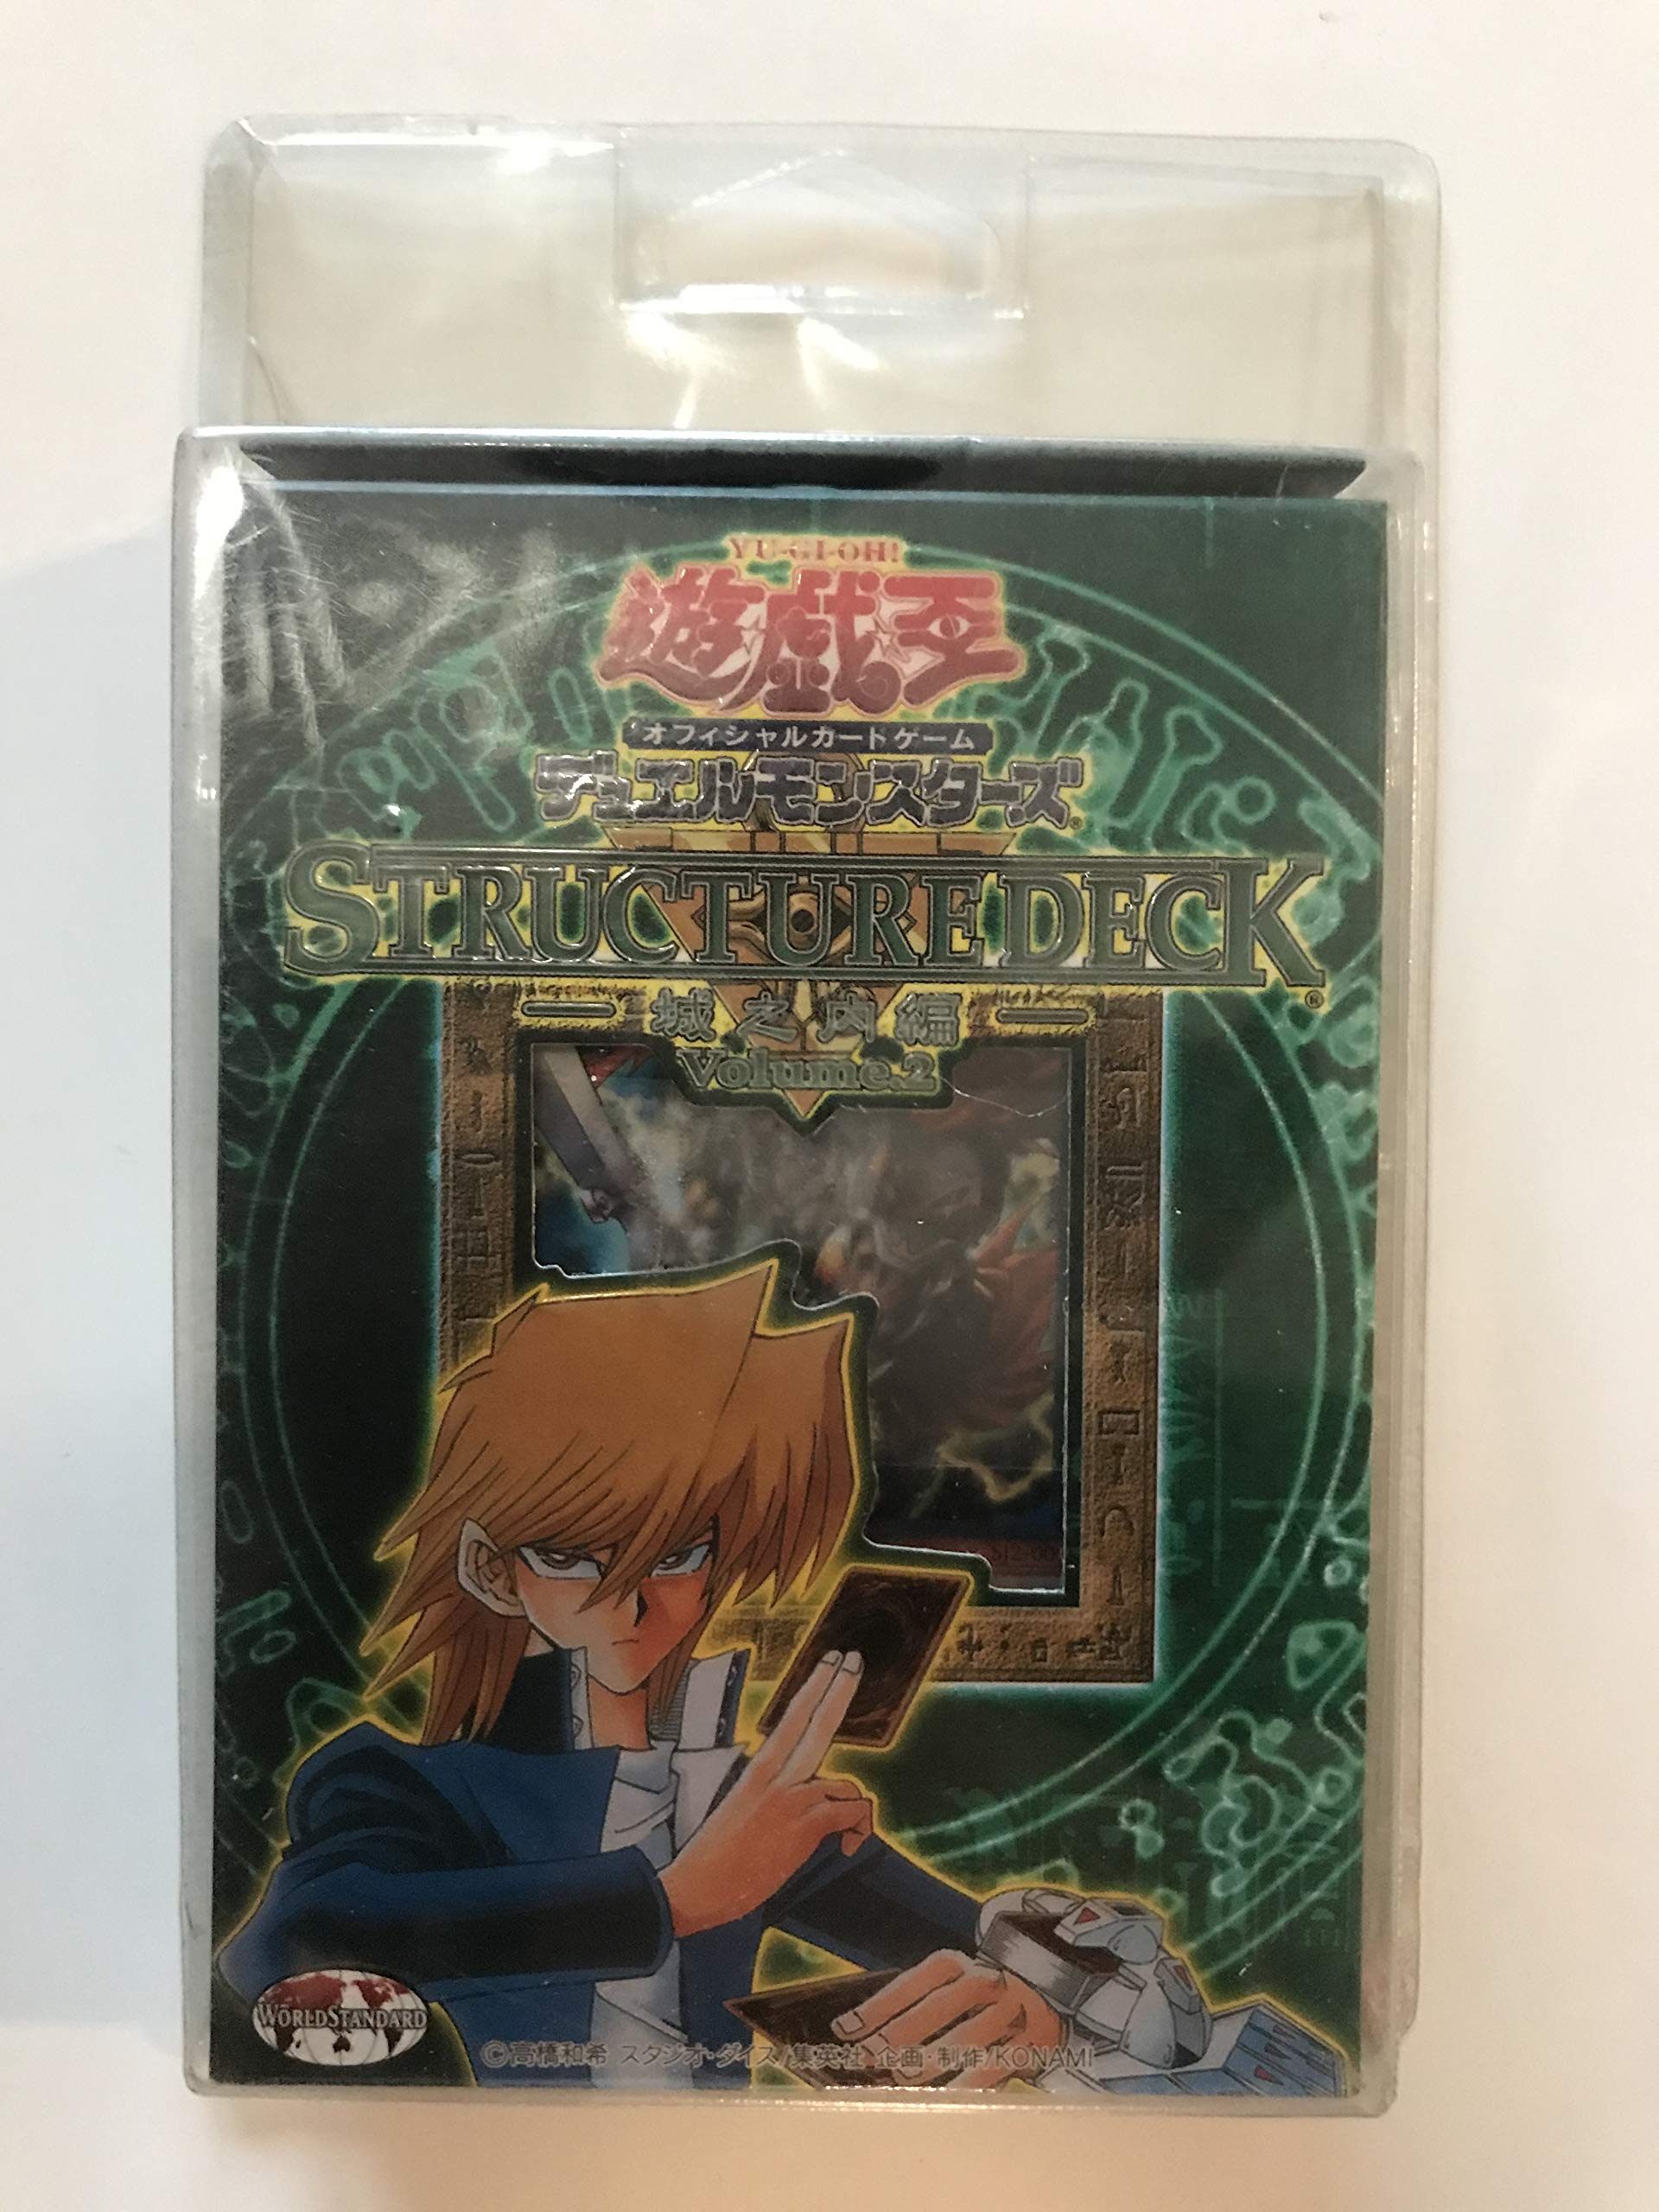 YU-GI-OH!
遊戯王
オフィシャルカードゲーム
デュエルモンスターズ®
STRUCTURE DECK®
城之内編
Volume.2
WORLD STANDARD
©高橋和希 スタジオ・ダイス/集英社 企画・制作/KONAMI